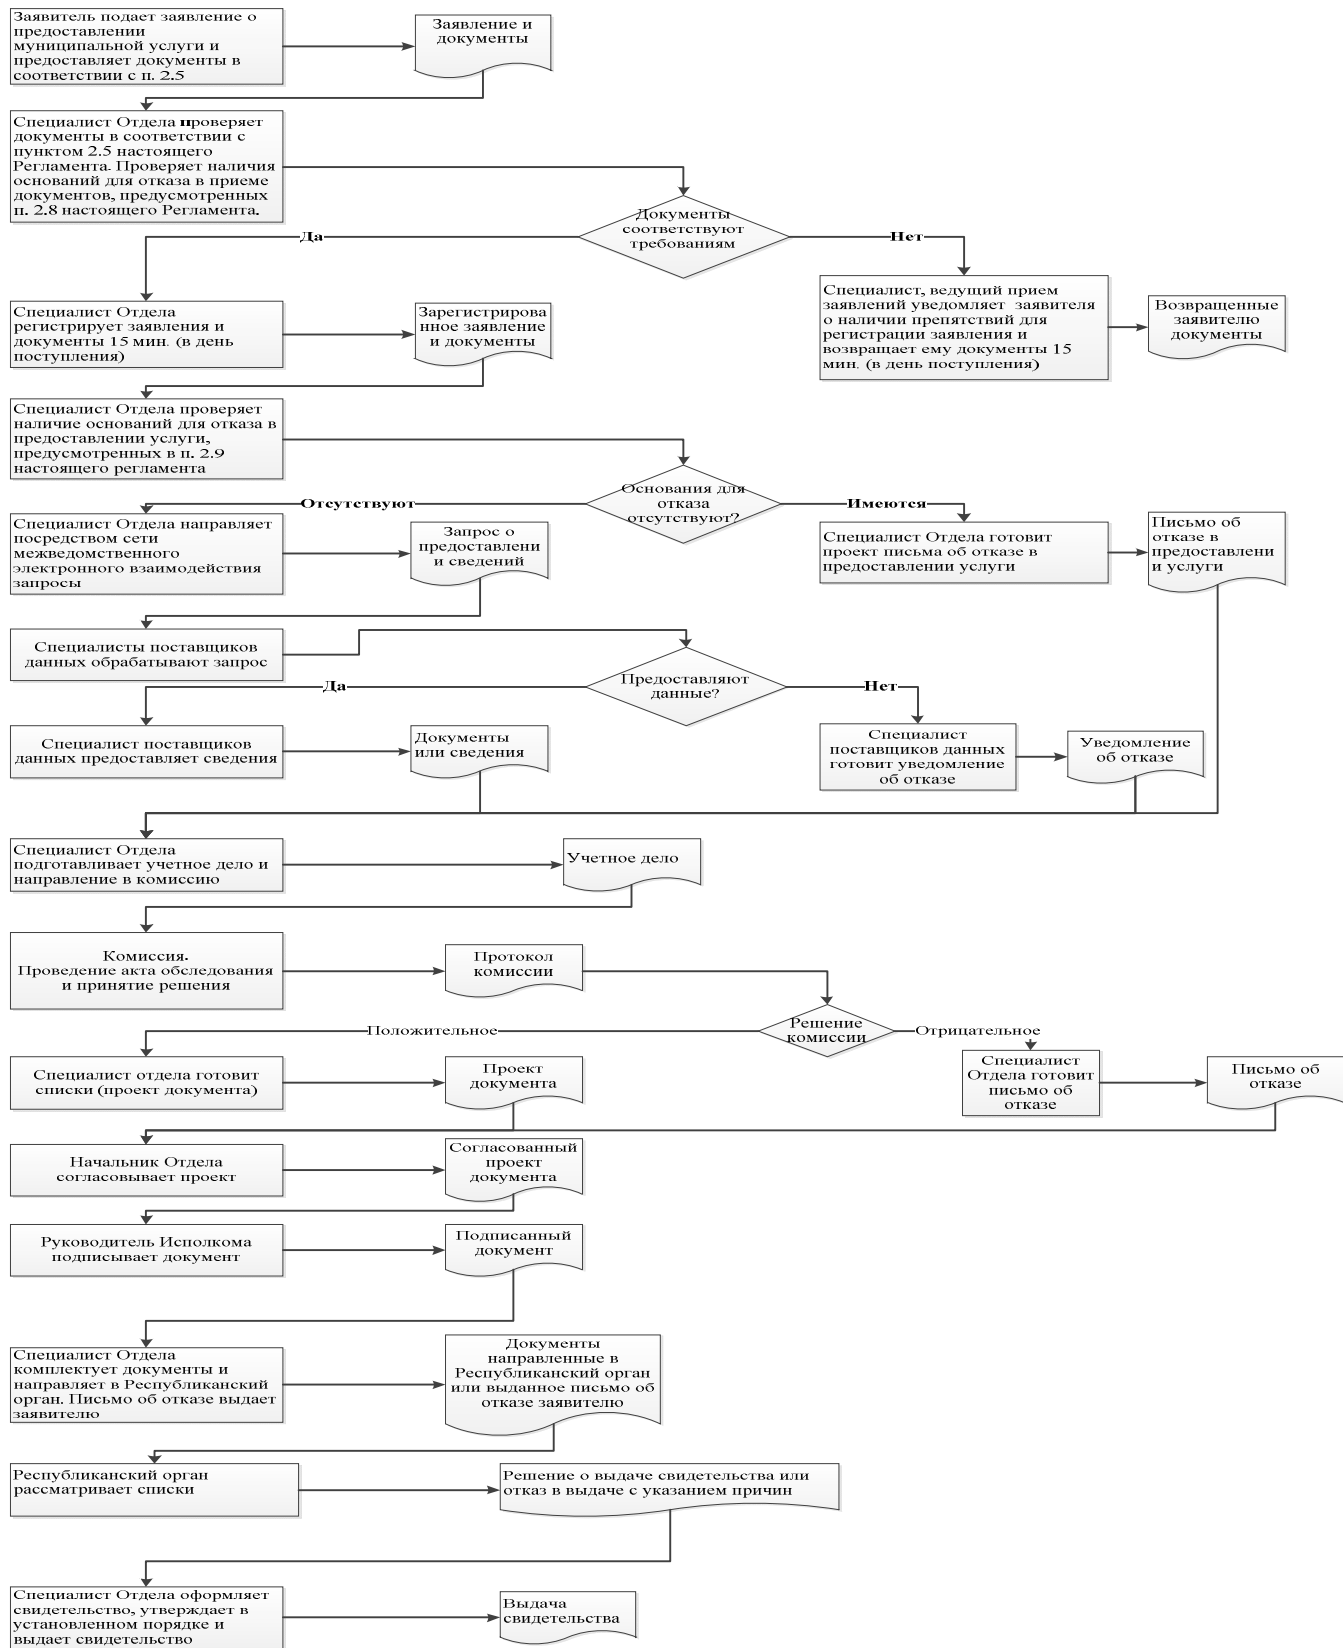 Заявитель подает заявление о
предоставлении
муниципальной услуги и
предоставляет документы в
соответствии с п. 2.5
Заявление и
документы
Специалист Отдела проверяет
документы в соответствии с
пунктом 2.5 настоящего
Регламента. Проверяет наличия
оснований для отказа в приеме
документов, предусмотренных
п. 2.8 настоящего Регламента.
Документы
соответствуют
требованиям
Да
Нет
Специалист Отдела
регистрирует заявления и
документы 15 мин. (в день
поступления)
Зарегистрирова
нное заявление
и документы
Специалист, ведущий прием
заявлений уведомляет заявителя
о наличии препятствий для
регистрации заявления и
возвращает ему документы 15
мин. (в день поступления)
Возвращенные
заявителю
документы
Специалист Отдела проверяет
наличие оснований для отказа в
предоставлении услуги,
предусмотренных в п. 2.9
настоящего регламента
Основания для
отказа
отсутствуют?
Отсутствуют
Имеются
Специалист Отдела направляет
посредством сети
межведомственного
электронного взаимодействия
запросы
Запрос о
предоставлени
и сведений
Специалист Отдела готовит
проект письма об отказе в
предоставлении услуги
Письмо об
отказе в
предоставлени
и услуги
Специалисты поставщиков
данных обрабатывают запрос
Предоставляют
данные?
Да
Нет
Специалист поставщиков
данных предоставляет сведения
Документы
или сведения
Специалист
поставщиков данных
готовит уведомление
об отказе
Уведомление
об отказе
Специалист Отдела
подготавливает учетное дело и
направление в комиссию
Учетное дело
Комиссия.
Проведение акта обследования
и принятие решения
Протокол
комиссии
Решение
комиссии
Положительное
Отрицательное
Специалист отдела готовит
списки (проект документа)
Проект
документа
Специалист
Отдела готовит
письмо об
отказе
Письмо об
отказе
Начальник Отдела
согласовывает проект
Согласованный
проект
документа
Руководитель Исполкома
подписывает документ
Подписанный
документ
Специалист Отдела
комплектует документы и
направляет в Республиканский
орган. Письмо об отказе выдает
заявителю
Документы
направленные в
Республиканский орган
или выданное письмо об
отказе заявителю
Республиканский орган
рассматривает списки
Решение о выдаче свидетельства или
отказ в выдаче с указанием причин
Специалист Отдела оформляет
свидетельство, утверждает в
установленном порядке и
выдает свидетельство
Выдача
свидетельства